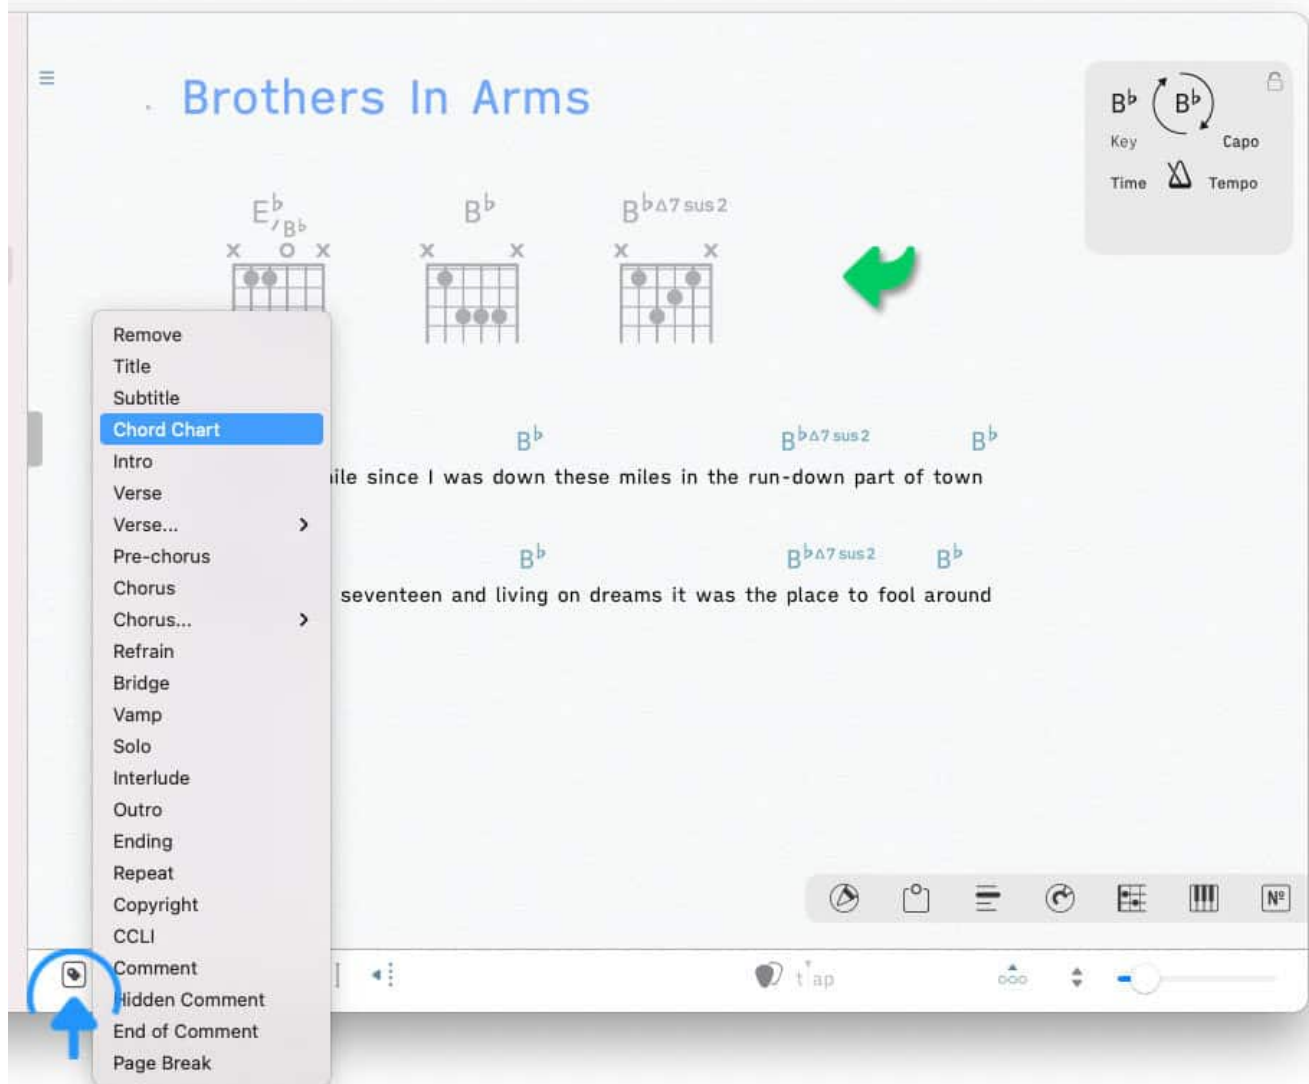 Brothers In Arms
B♭ B♭
Key Capo
Time Tempo
E♭/B♭ B♭ B♭Δ7sus2
x o x x x x x
Remove
Title
Subtitle
Chord Chart
Intro
Verse
Verse...
Pre-chorus
Chorus
Chorus...
Refrain
Bridge
Vamp
Solo
Interlude
Outro
Ending
Repeat
Copyright
CCLI
Comment
Hidden Comment
End of Comment
Page Break
B♭ B♭Δ7sus2 B♭
since I was down these miles in the run-down part of town
B♭ B♭Δ7sus2 B♭
seventeen and living on dreams it was the place to fool around
Nº
tap